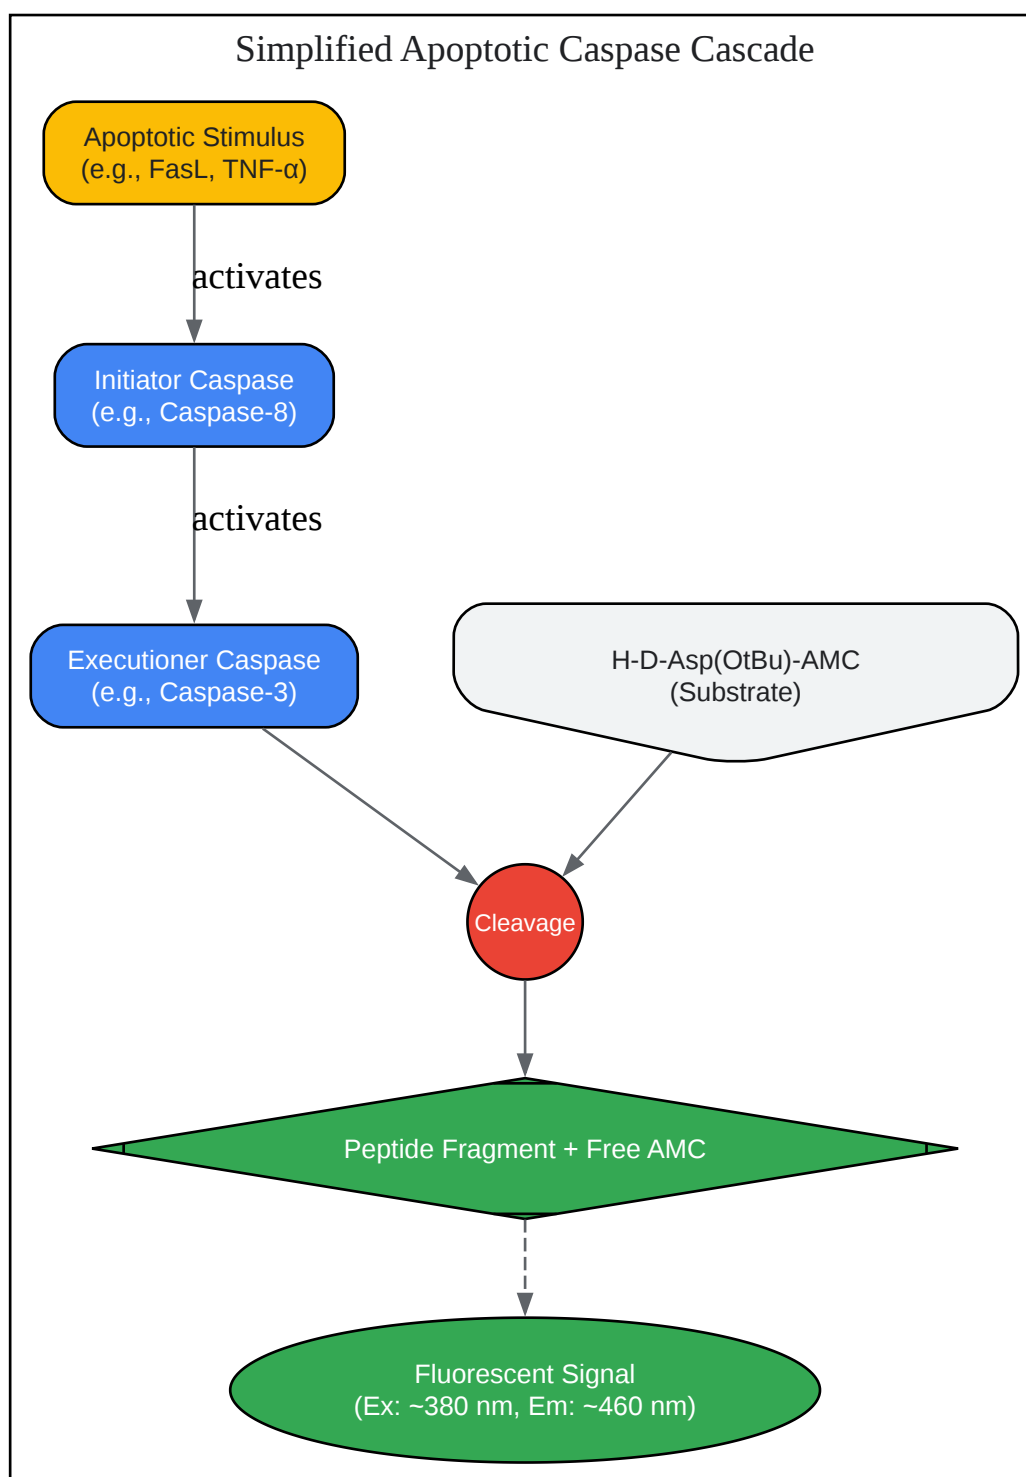 Simplified Apoptotic Caspase Cascade
Apoptotic Stimulus
(e.g., FasL, TNF-α)
activates
Initiator Caspase
(e.g., Caspase-8)
activates
Executioner Caspase
(e.g., Caspase-3)
H-D-Asp(OtBu)-AMC
(Substrate)
Cleavage
Peptide Fragment + Free AMC
Fluorescent Signal
(Ex: ~380 nm, Em: ~460 nm)